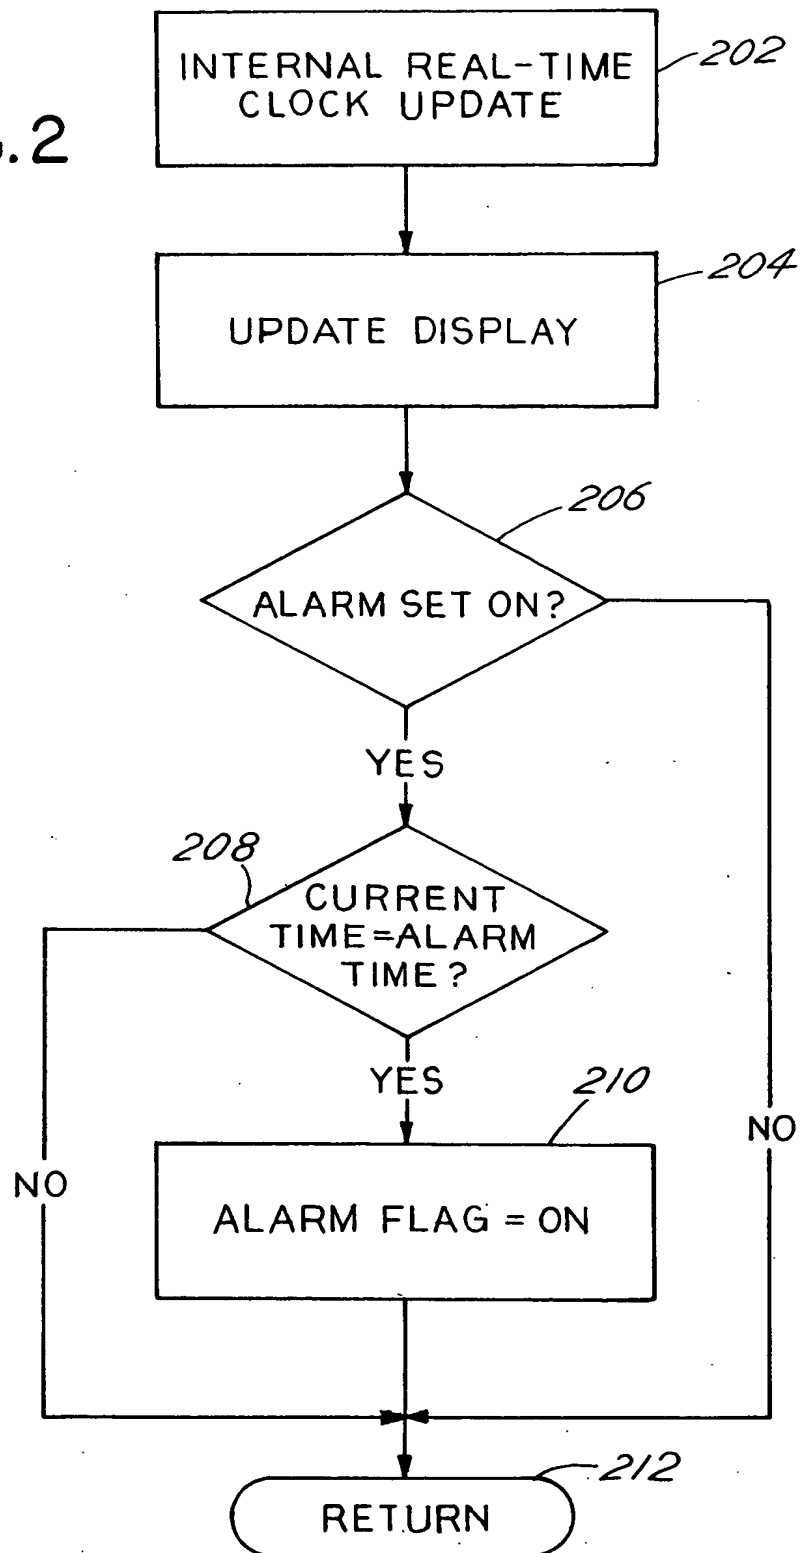 INTERNAL REAL-TIME
CLOCK UPDATE
202
.2
UPDATE DISPLAY
204
206
ALARM SET ON?
YES
208
CURRENT
TIME=ALARM
TIME?
YES
210
NO
NO
ALARM FLAG = ON
212
RETURN